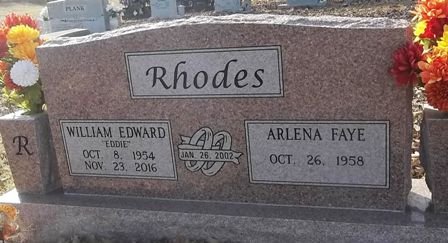 PLANK
Rhodes
R
WILLIAM EDWARD
"EDDIE"
OCT. 8, 1954
NOV. 23, 2016
JAN. 26, 2002
ARLENA FAYE
OCT. 26, 1958